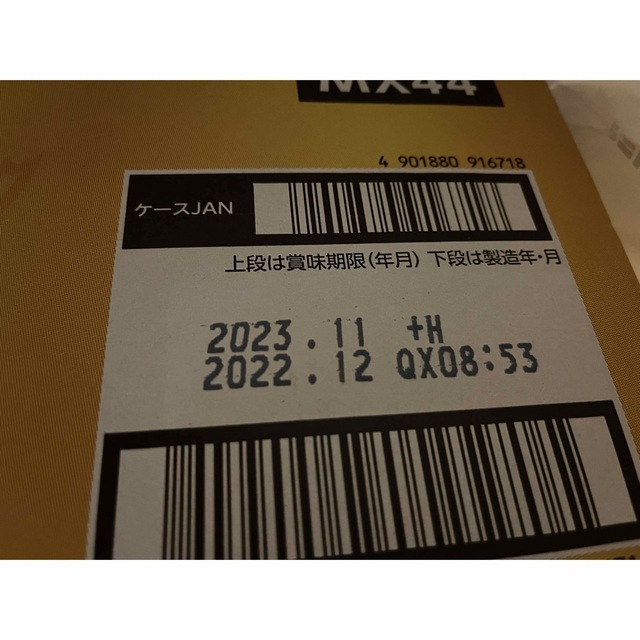 MX44
4 901880 916718
ケースJAN
上段は賞味期限(年月) 下段は製造年・月
2023.11 +H
2022.12 QX08:53